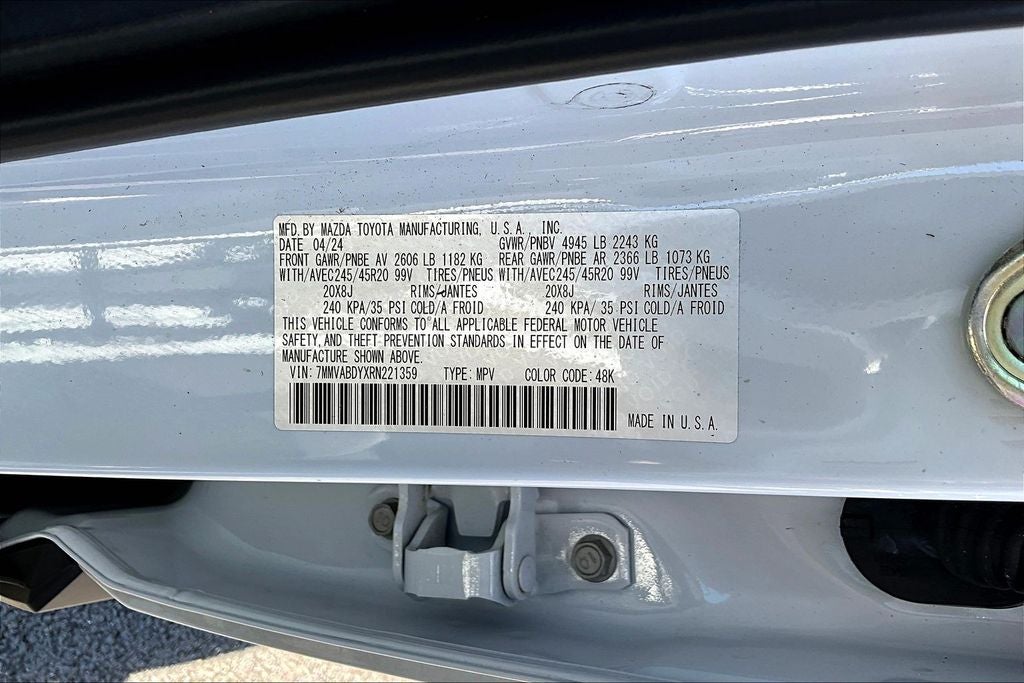 MFD. BY MAZDA TOYOTA MANUFACTURING, U.S.A., INC.
DATE 04/24 GVWR/PNBV 4945 LB 2243 KG
FRONT GAWR/PNBE AV 2606 LB 1182 KG REAR GAWR/PNBE AR 2366 LB 1073 KG
WITH/AVEC245/45R20 99V TIRES/PNEUS WITH/AVEC245/45R20 99V TIRES/PNEUS
20X8J RIMS/JANTES 20X8J RIMS/JANTES
240 KPA/35 PSI COLD/A FROID 240 KPA/35 PSI COLD/A FROID
THIS VEHICLE CONFORMS TO ALL APPLICABLE FEDERAL MOTOR VEHICLE
SAFETY, AND THEFT PREVENTION STANDARDS IN EFFECT ON THE DATE OF
MANUFACTURE SHOWN ABOVE.
VIN: 7MMVABDYXRN221359 TYPE: MPV COLOR CODE: 48K
MADE IN U.S.A.